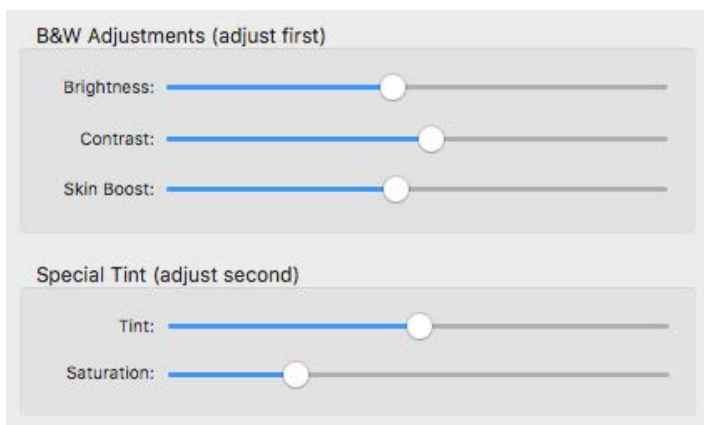 B&W Adjustments (adjust first)
Brightness:
Contrast:
Skin Boost:
Special Tint (adjust second)
Tint:
Saturation: